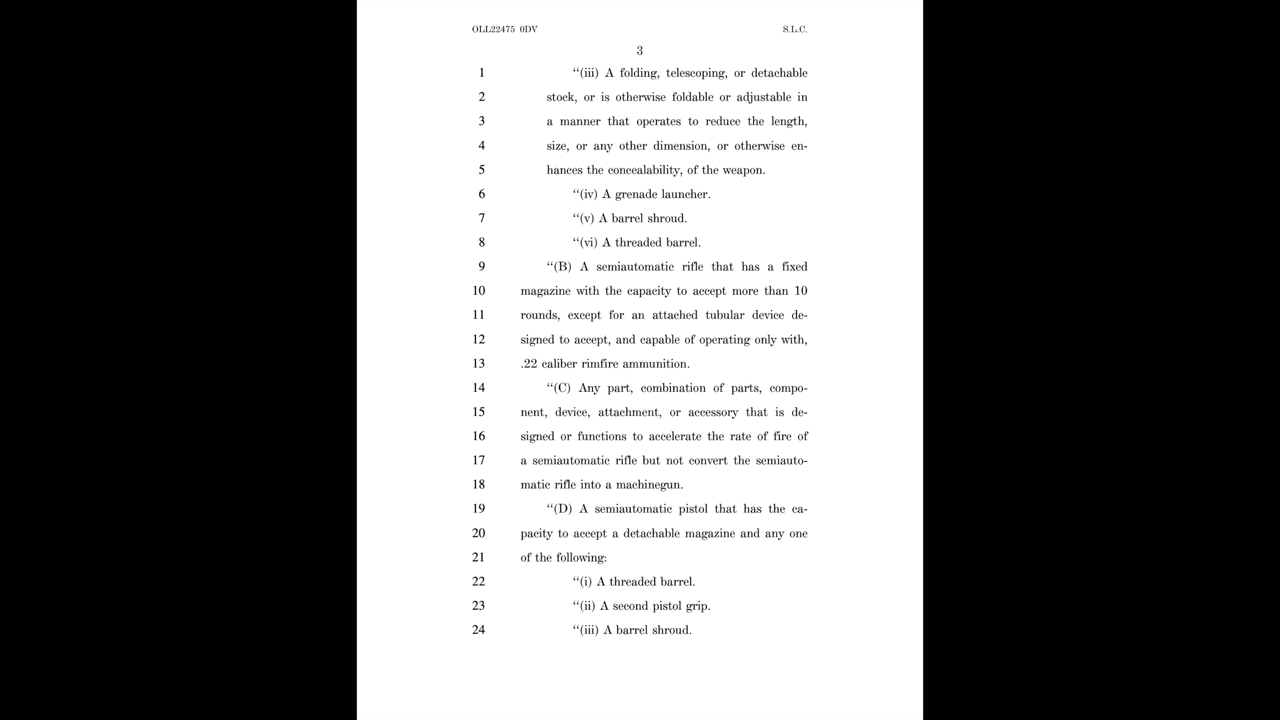 OLL22475 0DV S.L.C.
3
1 ‘‘(iii) A folding, telescoping, or detachable
2 stock, or is otherwise foldable or adjustable in
3 a manner that operates to reduce the length,
4 size, or any other dimension, or otherwise en-
5 hances the concealability, of the weapon.
6 ‘‘(iv) A grenade launcher.
7 ‘‘(v) A barrel shroud.
8 ‘‘(vi) A threaded barrel.
9 ‘‘(B) A semiautomatic rifle that has a fixed
10 magazine with the capacity to accept more than 10
11 rounds, except for an attached tubular device de-
12 signed to accept, and capable of operating only with,
13 .22 caliber rimfire ammunition.
14 ‘‘(C) Any part, combination of parts, compo-
15 nent, device, attachment, or accessory that is de-
16 signed or functions to accelerate the rate of fire of
17 a semiautomatic rifle but not convert the semiauto-
18 matic rifle into a machinegun.
19 ‘‘(D) A semiautomatic pistol that has the ca-
20 pacity to accept a detachable magazine and any one
21 of the following:
22 ‘‘(i) A threaded barrel.
23 ‘‘(ii) A second pistol grip.
24 ‘‘(iii) A barrel shroud.